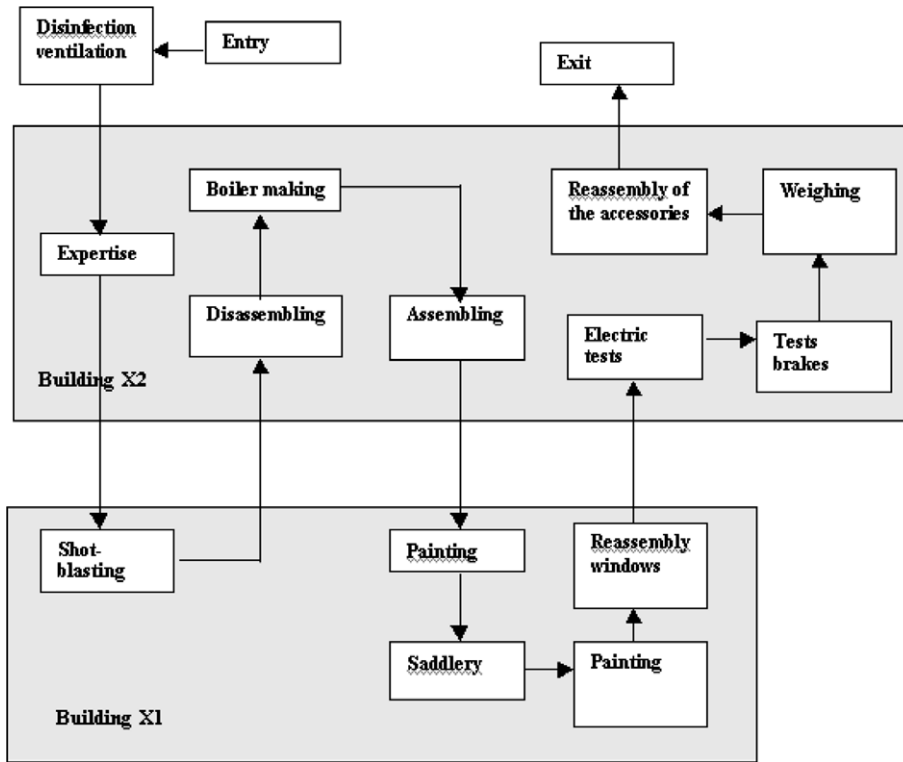 Disinfection
ventilation
Entry
Exit
Boiler making
Reassembly of
the accessories
Weighing
Expertise
Disassembling
Assembling
Electric
tests
Tests
brakes
Building X2
Shot-
blasting
Painting
Reassembly
windows
Saddlery
Painting
Building X1